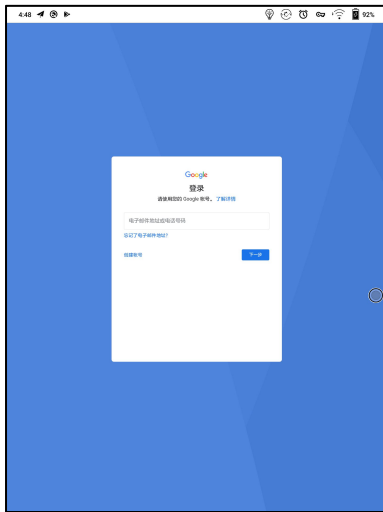 4:48 92%
Google
登录
请使用您的 Google 帐号。 了解详情
电子邮件地址或电话号码
忘记了电子邮件地址?
创建帐号 下一步